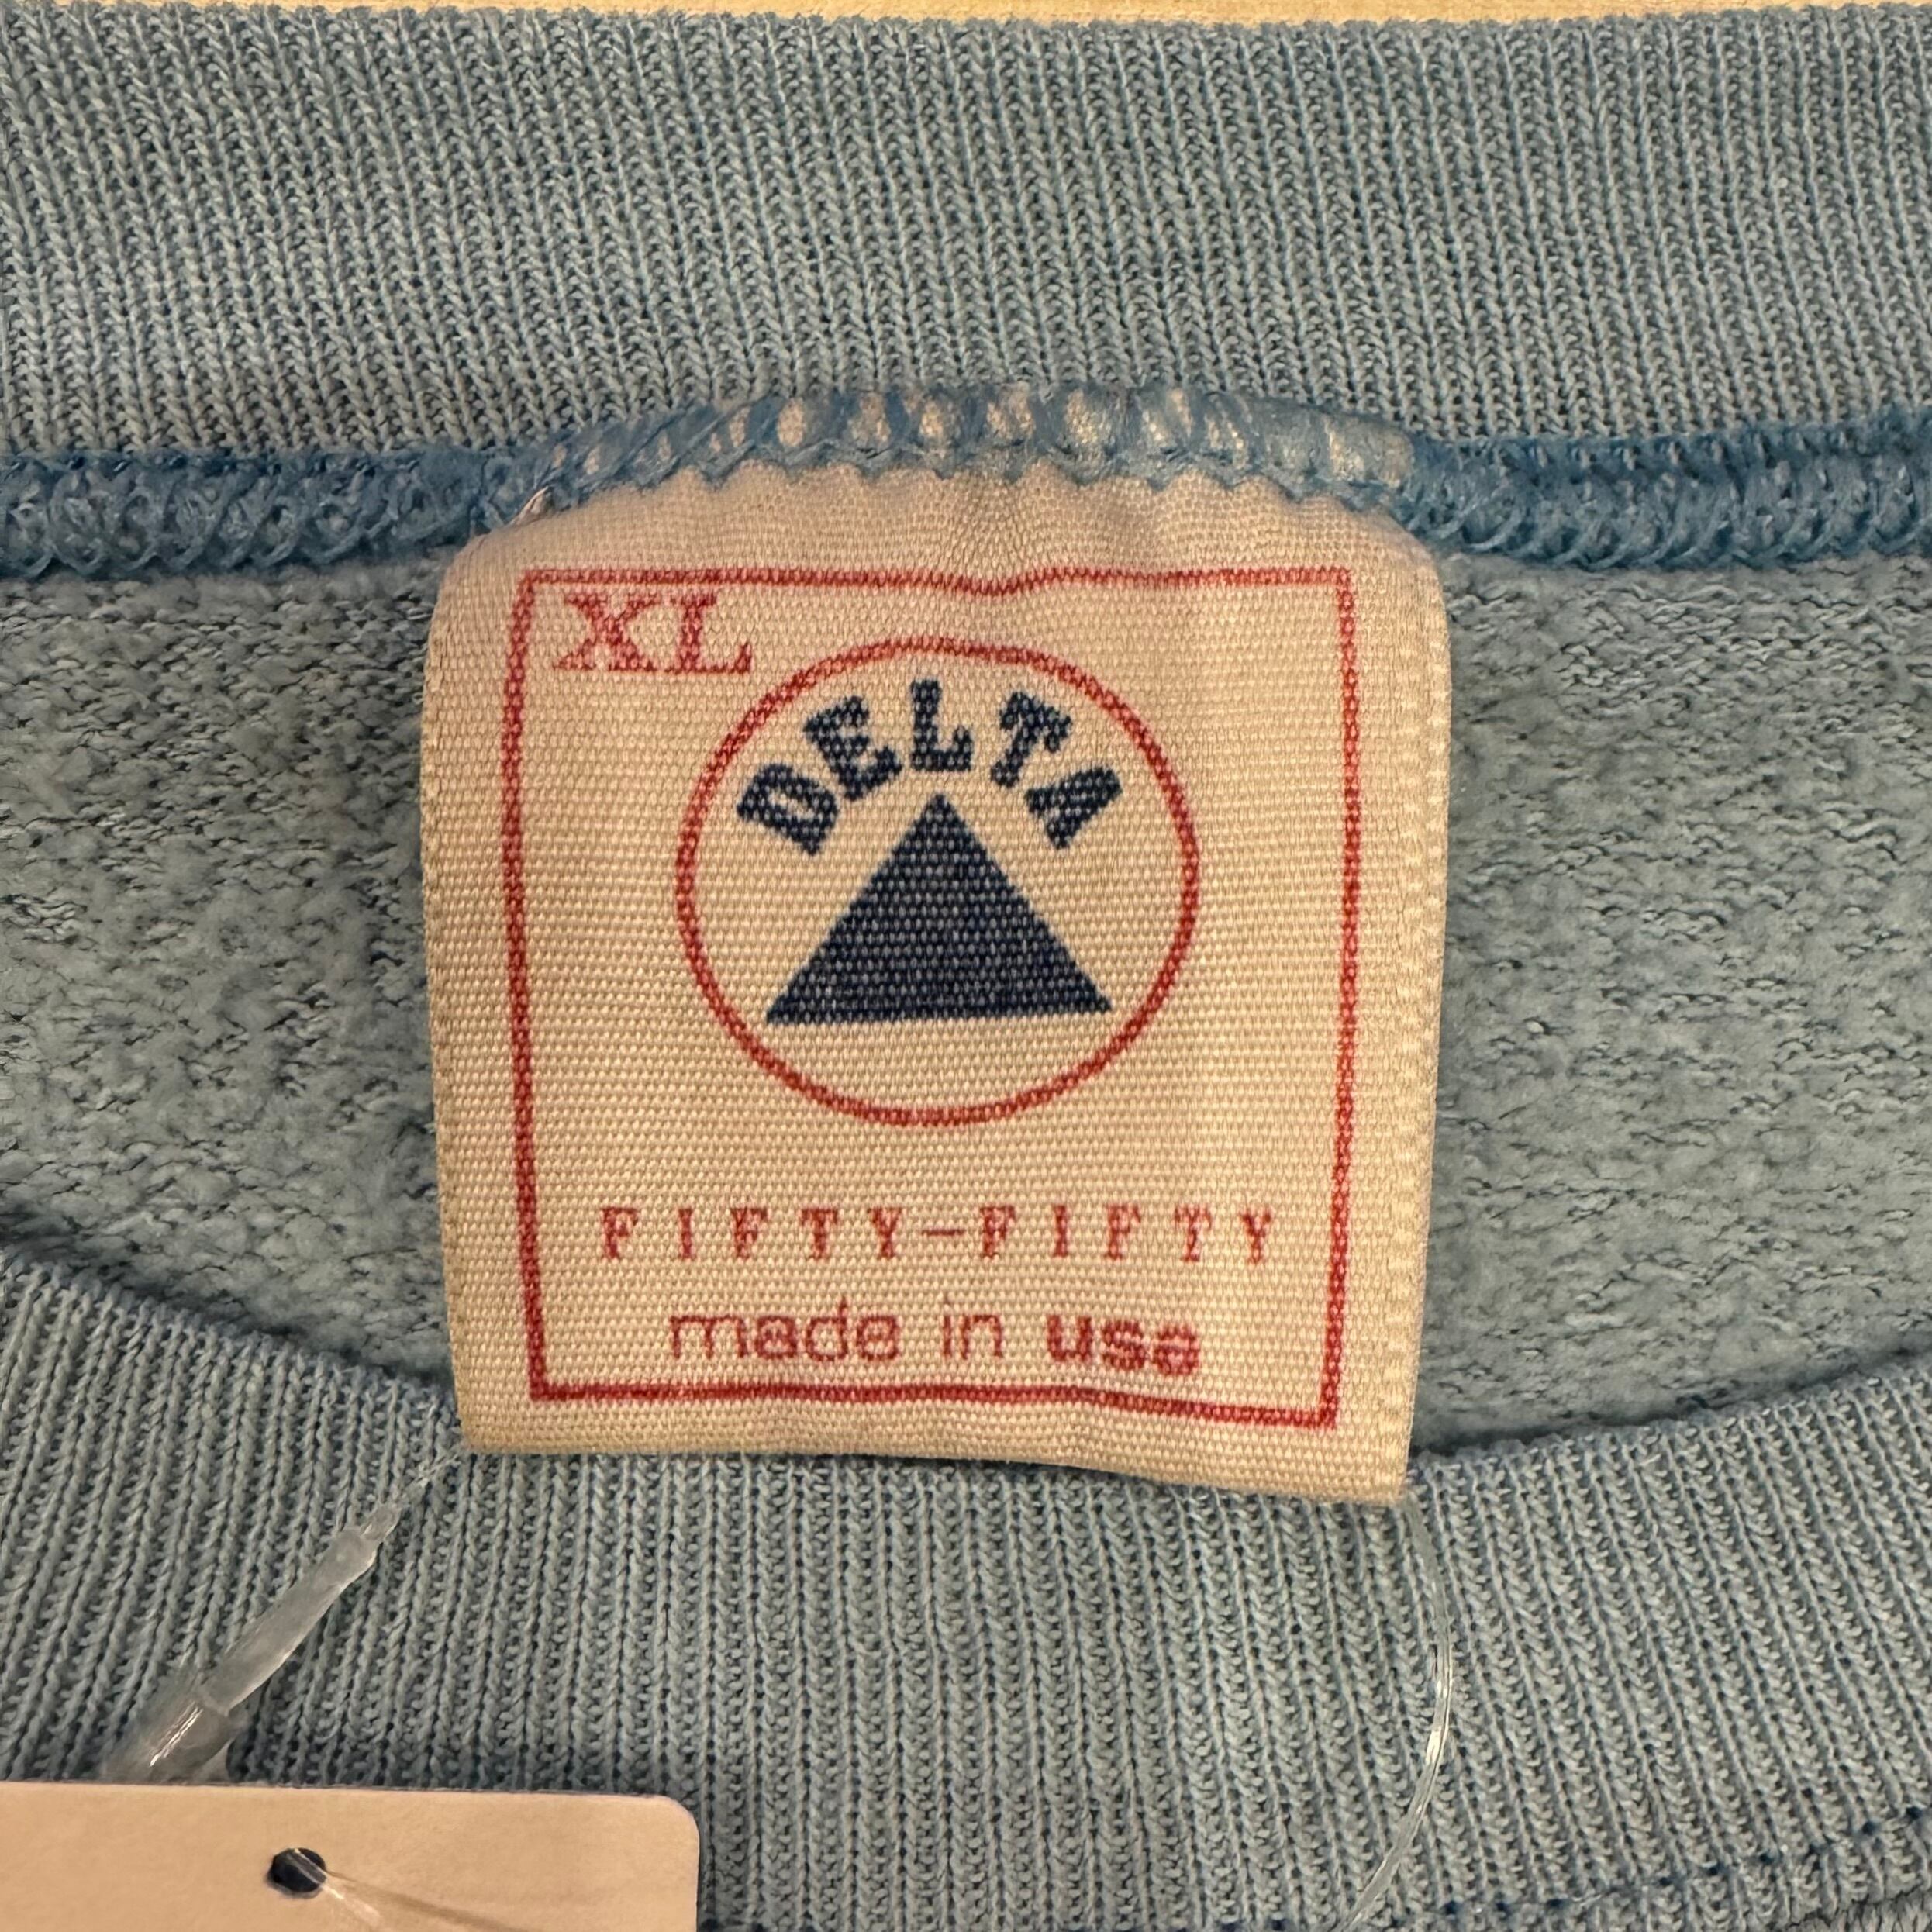 XL
DELTA
FIFTY-FIFTY
made in usa